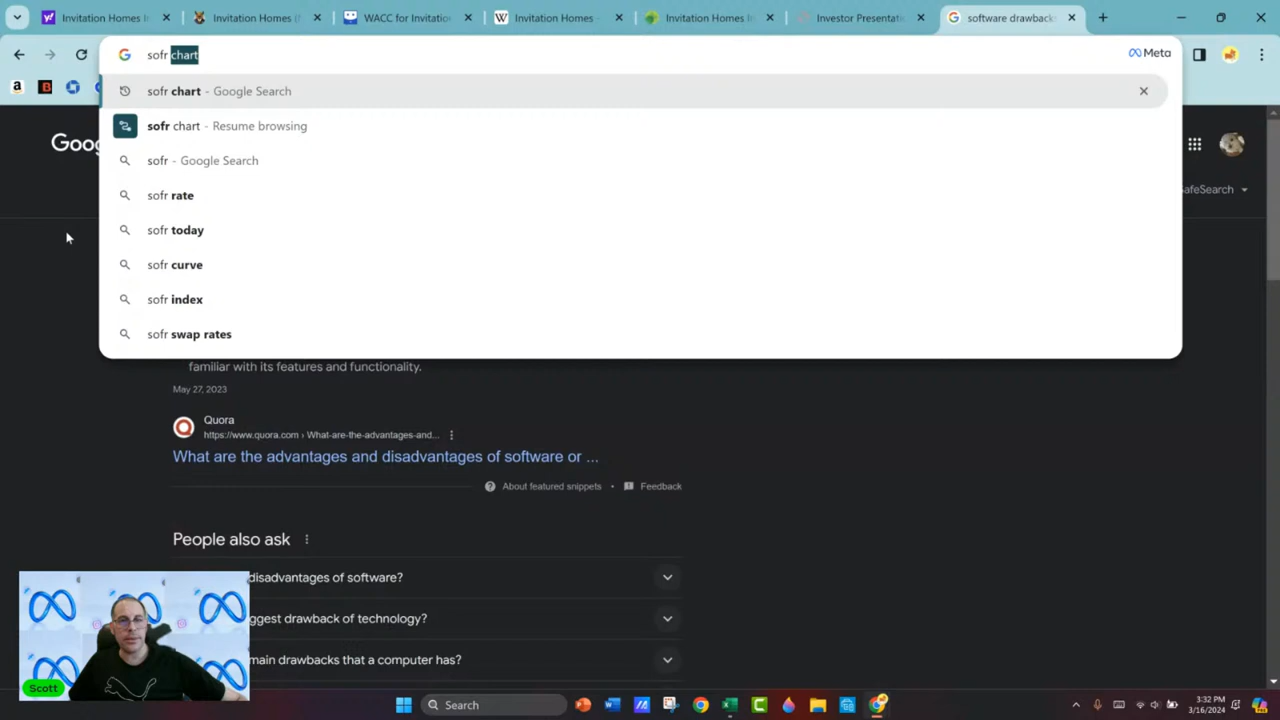 Invitation Homes I
Invitation Homes (I
WACC for Invitatio
Invitation Homes -
Invitation Homes I
Investor Presentati
software drawback
sofr chart
Meta
sofr chart - Google Search
sofr chart - Resume browsing
Goo
sofr - Google Search
sofr rate
SafeSearch
sofr today
sofr curve
sofr index
sofr swap rates
familiar with its features and functionality.
May 27, 2023
Quora
https://www.quora.com › What-are-the-advantages-and...
What are the advantages and disadvantages of software or ...
About featured snippets • Feedback
People also ask
disadvantages of software?
ggest drawback of technology?
main drawbacks that a computer has?
Scott
Search
3:32 PM
3/16/2024